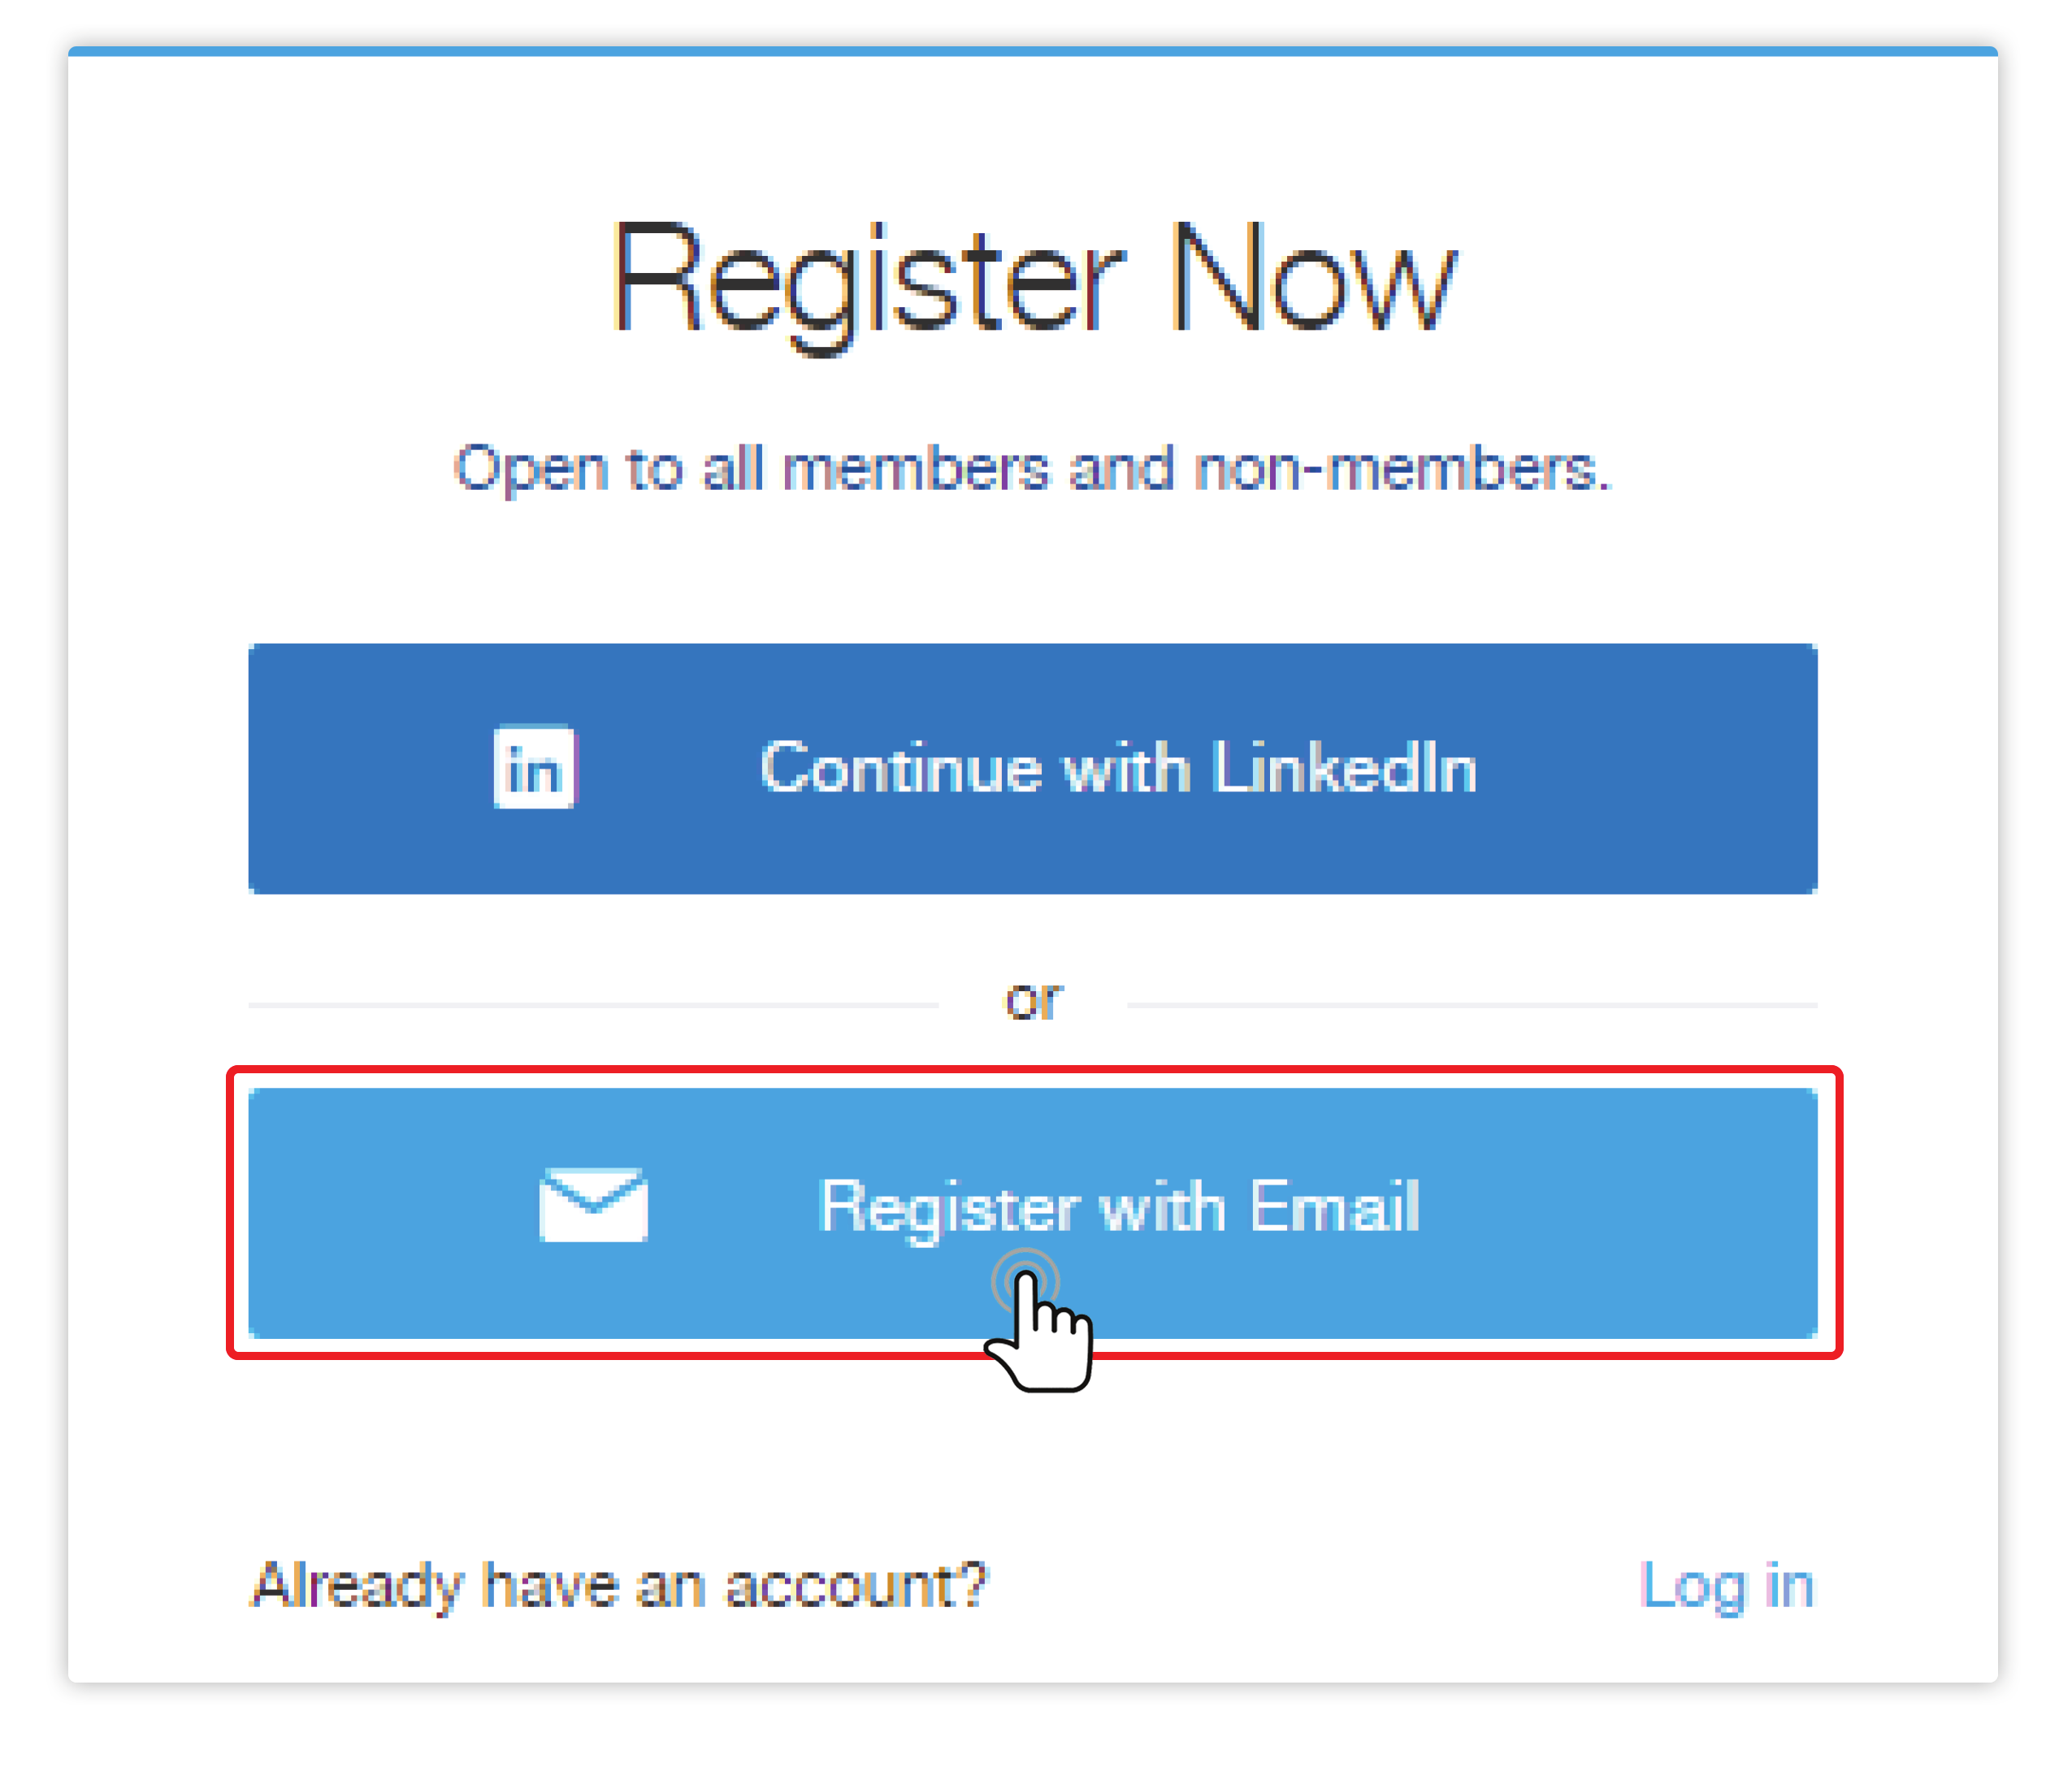 Register Now
Open to all members and non-members.
in Continue with LinkedIn
or
Register with Email
Already have an account? Log in